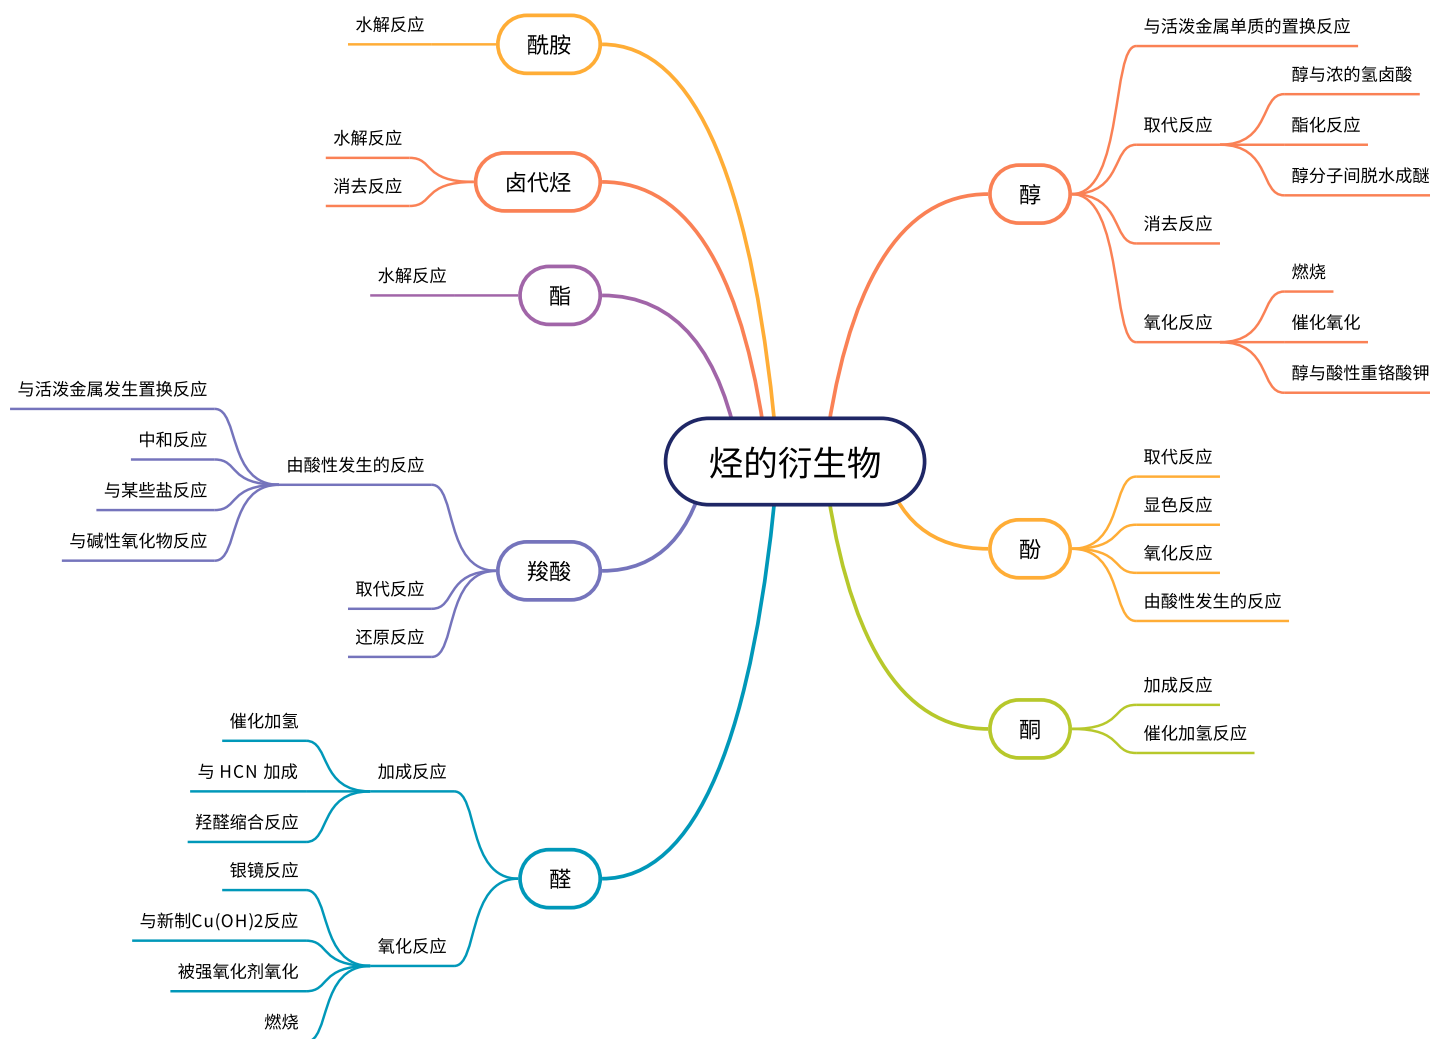 烃的衍生物
醇
与活泼金属单质的置换反应
取代反应
醇与浓的氢卤酸
酯化反应
醇分子间脱水成醚
消去反应
氧化反应
燃烧
催化氧化
醇与酸性重铬酸钾
酚
取代反应
显色反应
氧化反应
由酸性发生的反应
酮
加成反应
催化加氢反应
酰胺
水解反应
卤代烃
水解反应
消去反应
酯
水解反应
羧酸
由酸性发生的反应
与活泼金属发生置换反应
中和反应
与某些盐反应
与碱性氧化物反应
取代反应
还原反应
醛
加成反应
催化加氢
与 HCN 加成
羟醛缩合反应
氧化反应
银镜反应
与新制Cu(OH)2反应
被强氧化剂氧化
燃烧